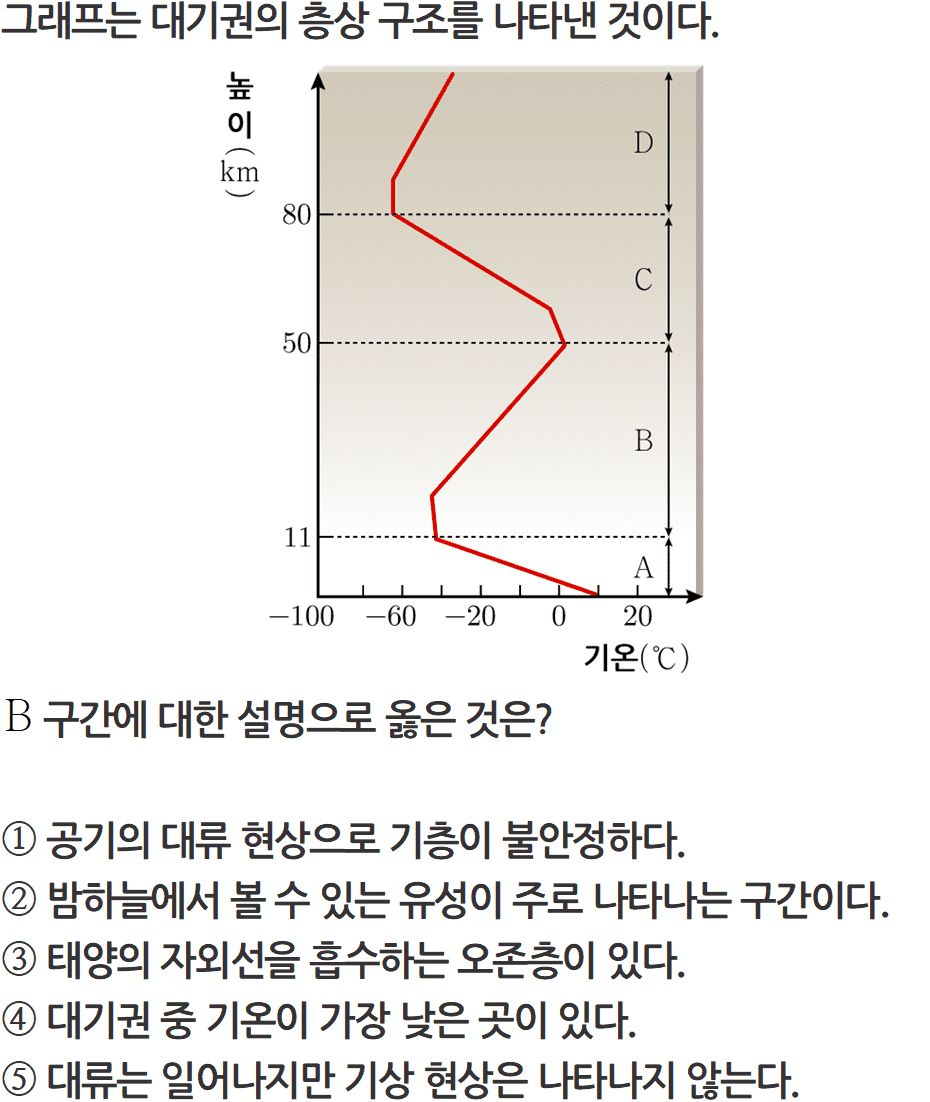 그래프는 대기권의 층상 구조를 나타낸 것이다.
높이(km)
D
80
C
50
B
11
A
−100 −60 −20 0 20
기온(℃)
B 구간에 대한 설명으로 옳은 것은?
① 공기의 대류 현상으로 기층이 불안정하다.
② 밤하늘에서 볼 수 있는 유성이 주로 나타나는 구간이다.
③ 태양의 자외선을 흡수하는 오존층이 있다.
④ 대기권 중 기온이 가장 낮은 곳이 있다.
⑤ 대류는 일어나지만 기상 현상은 나타나지 않는다.